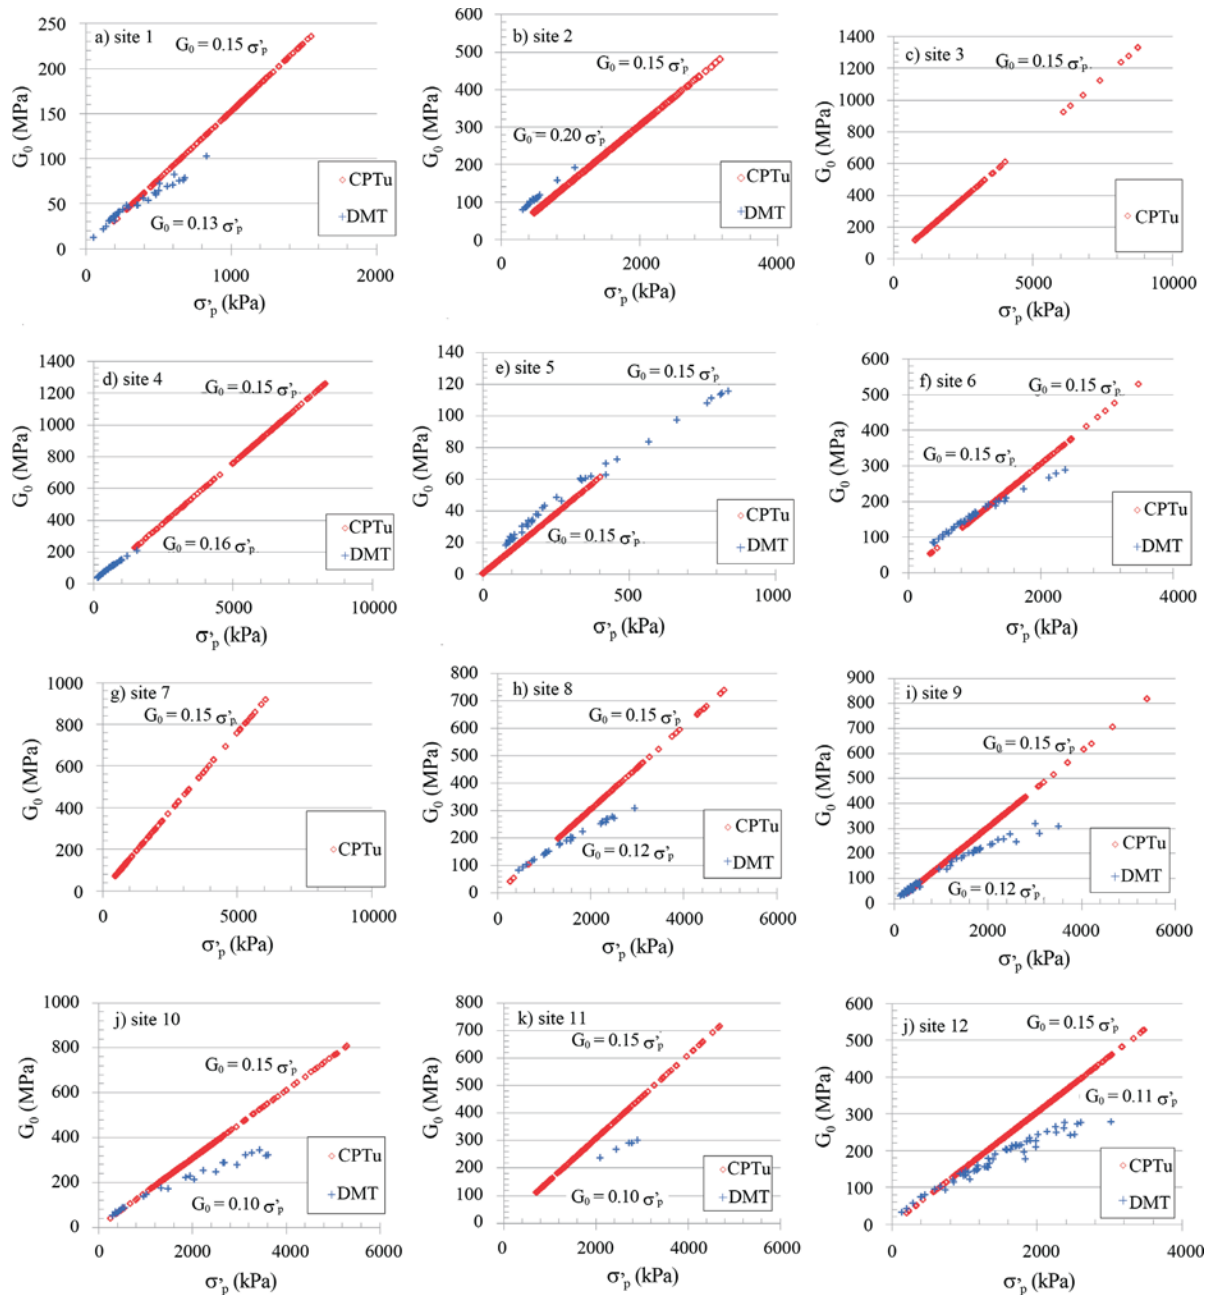 a) site 1
G₀ = 0.15 σ'p
G₀ = 0.13 σ'p
CPTu
DMT
G₀ (MPa)
250
200
150
100
50
0
0 1000 2000
σ'p (kPa)
b) site 2
G₀ = 0.15 σ'p
G₀ = 0.20 σ'p
CPTu
DMT
G₀ (MPa)
600
500
400
300
200
100
0
0 2000 4000
σ'p (kPa)
c) site 3
G₀ = 0.15 σ'p
CPTu
G₀ (MPa)
1400
1200
1000
800
600
400
200
0
0 5000 10000
σ'p (kPa)
d) site 4
G₀ = 0.15 σ'p
G₀ = 0.16 σ'p
CPTu
DMT
G₀ (MPa)
1400
1200
1000
800
600
400
200
0
0 5000 10000
σ'p (kPa)
e) site 5
G₀ = 0.15 σ'p
G₀ = 0.15 σ'p
CPTu
DMT
G₀ (MPa)
140
120
100
80
60
40
20
0
0 500 1000
σ'p (kPa)
f) site 6
G₀ = 0.15 σ'p
G₀ = 0.15 σ'p
CPTu
DMT
G₀ (MPa)
600
500
400
300
200
100
0
0 2000 4000
σ'p (kPa)
g) site 7
G₀ = 0.15 σ'p
CPTu
G₀ (MPa)
1000
800
600
400
200
0
0 5000 10000
σ'p (kPa)
h) site 8
G₀ = 0.15 σ'p
G₀ = 0.12 σ'p
CPTu
DMT
G₀ (MPa)
800
700
600
500
400
300
200
100
0
0 2000 4000 6000
σ'p (kPa)
i) site 9
G₀ = 0.15 σ'p
G₀ = 0.12 σ'p
CPTu
DMT
G₀ (MPa)
900
800
700
600
500
400
300
200
100
0
0 2000 4000 6000
σ'p (kPa)
j) site 10
G₀ = 0.15 σ'p
G₀ = 0.10 σ'p
CPTu
DMT
G₀ (MPa)
1000
800
600
400
200
0
0 2000 4000 6000
σ'p (kPa)
k) site 11
G₀ = 0.15 σ'p
G₀ = 0.10 σ'p
CPTu
DMT
G₀ (MPa)
800
700
600
500
400
300
200
100
0
0 2000 4000 6000
σ'p (kPa)
j) site 12
G₀ = 0.15 σ'p
G₀ = 0.11 σ'p
CPTu
DMT
G₀ (MPa)
600
500
400
300
200
100
0
0 2000 4000
σ'p (kPa)